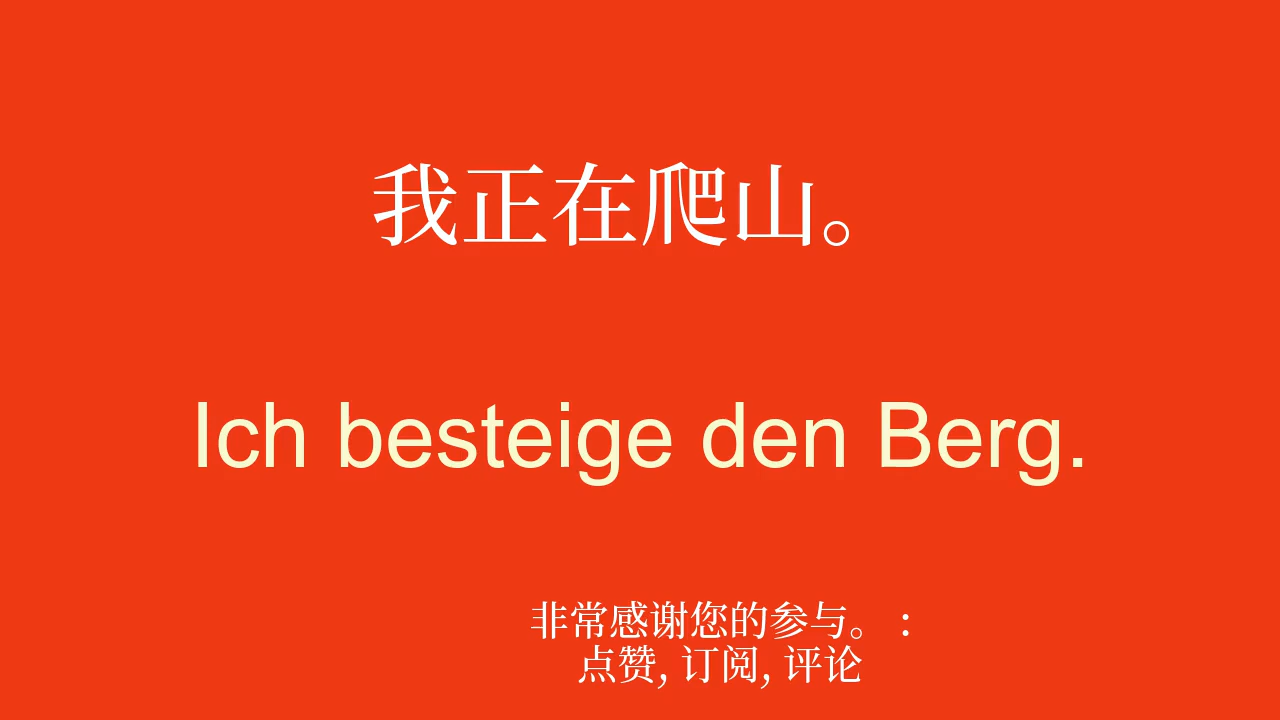 我正在爬山。
Ich besteige den Berg.
非常感谢您的参与。 :
点赞, 订阅, 评论